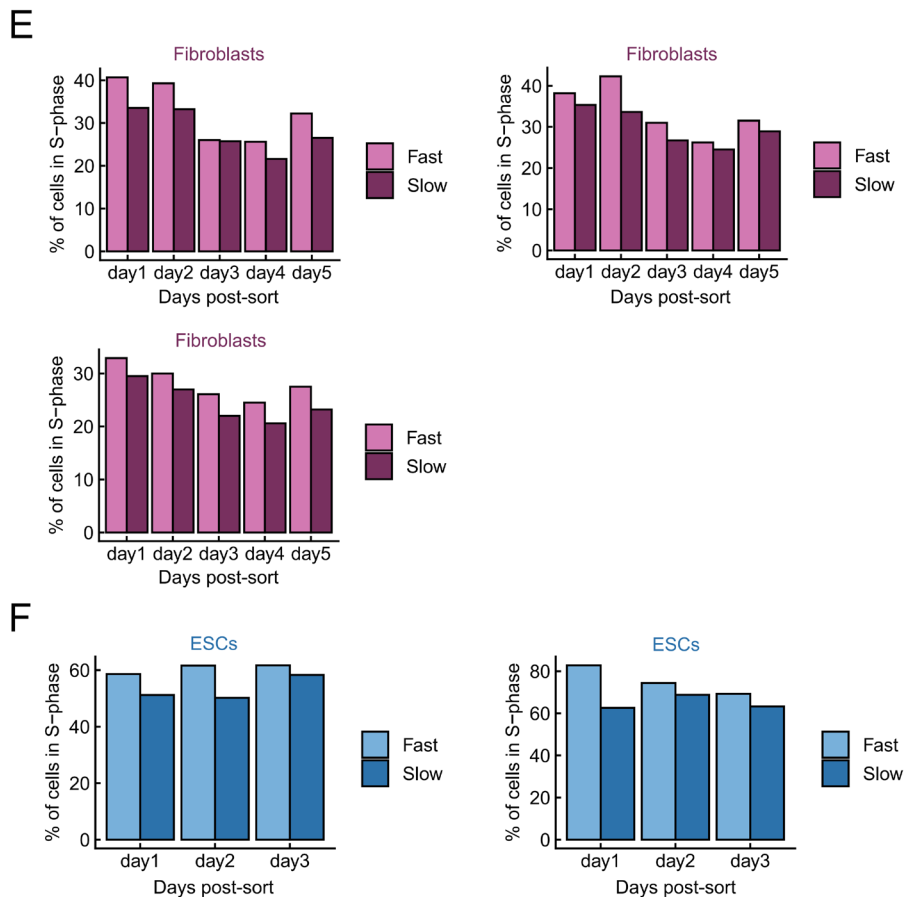 E
Fibroblasts
% of cells in S−phase
40
30
20
10
0
day1 day2 day3 day4 day5
Days post-sort
Fast
Slow
Fibroblasts
% of cells in S−phase
40
30
20
10
0
day1 day2 day3 day4 day5
Days post-sort
Fast
Slow
Fibroblasts
% of cells in S−phase
30
20
10
0
day1 day2 day3 day4 day5
Days post-sort
Fast
Slow
F
ESCs
% of cells in S−phase
60
40
20
0
day1 day2 day3
Days post-sort
Fast
Slow
ESCs
% of cells in S−phase
80
60
40
20
0
day1 day2 day3
Days post-sort
Fast
Slow